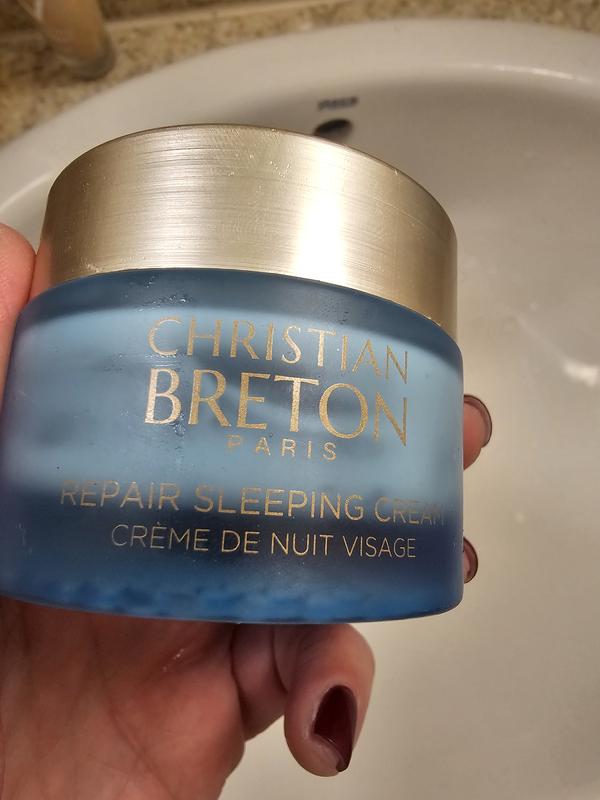 CHRISTIAN
BRETON
PARIS
REPAIR SLEEPING CREAM
CRÈME DE NUIT VISAGE